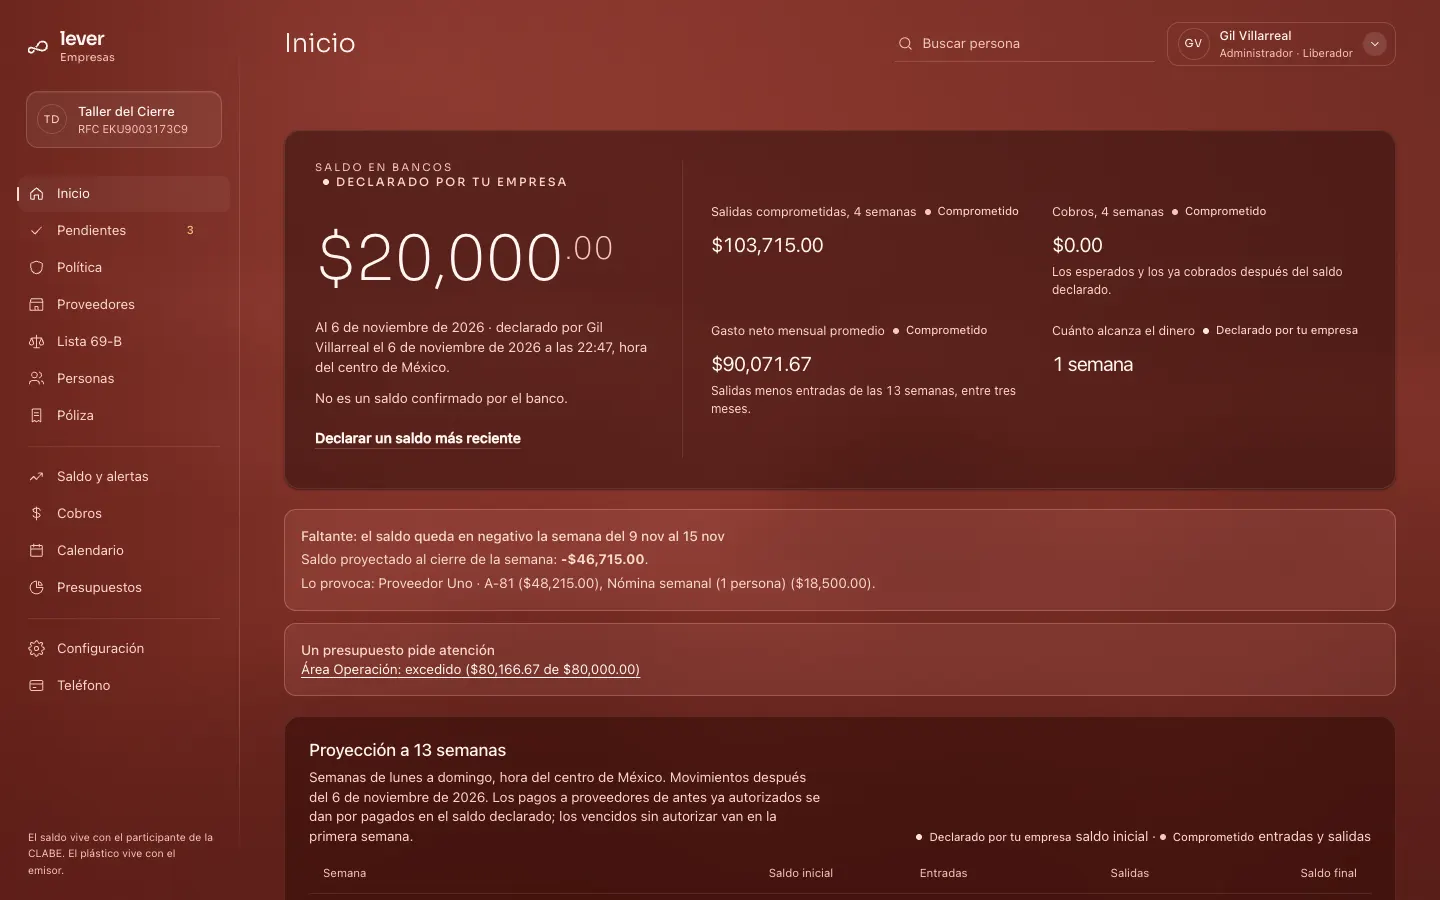 lever
Empresas
TD
Taller del Cierre
RFC EKU9003173C9
Inicio
Pendientes 3
Política
Proveedores
Lista 69-B
Personas
Póliza
Saldo y alertas
Cobros
Calendario
Presupuestos
Configuración
Teléfono
El saldo vive con el participante de la
CLABE. El plástico vive con el
emisor.
Inicio
Buscar persona
GV
Gil Villarreal
Administrador · Liberador
SALDO EN BANCOS
• DECLARADO POR TU EMPRESA
$20,000.00
Al 6 de noviembre de 2026 · declarado por Gil
Villarreal el 6 de noviembre de 2026 a las 22:47, hora
del centro de México.
No es un saldo confirmado por el banco.
Declarar un saldo más reciente
Salidas comprometidas, 4 semanas • Comprometido
$103,715.00
Cobros, 4 semanas • Comprometido
$0.00
Los esperados y los ya cobrados después del saldo
declarado.
Gasto neto mensual promedio • Comprometido
$90,071.67
Salidas menos entradas de las 13 semanas, entre tres
meses.
Cuánto alcanza el dinero • Declarado por tu empresa
1 semana
Faltante: el saldo queda en negativo la semana del 9 nov al 15 nov
Saldo proyectado al cierre de la semana: -$46,715.00.
Lo provoca: Proveedor Uno · A-81 ($48,215.00), Nómina semanal (1 persona) ($18,500.00).
Un presupuesto pide atención
Área Operación: excedido ($80,166.67 de $80,000.00)
Proyección a 13 semanas
Semanas de lunes a domingo, hora del centro de México. Movimientos después
del 6 de noviembre de 2026. Los pagos a proveedores de antes ya autorizados se
dan por pagados en el saldo declarado; los vencidos sin autorizar van en la
primera semana.
• Declarado por tu empresa saldo inicial · • Comprometido entradas y salidas
Semana Saldo inicial Entradas Salidas Saldo final